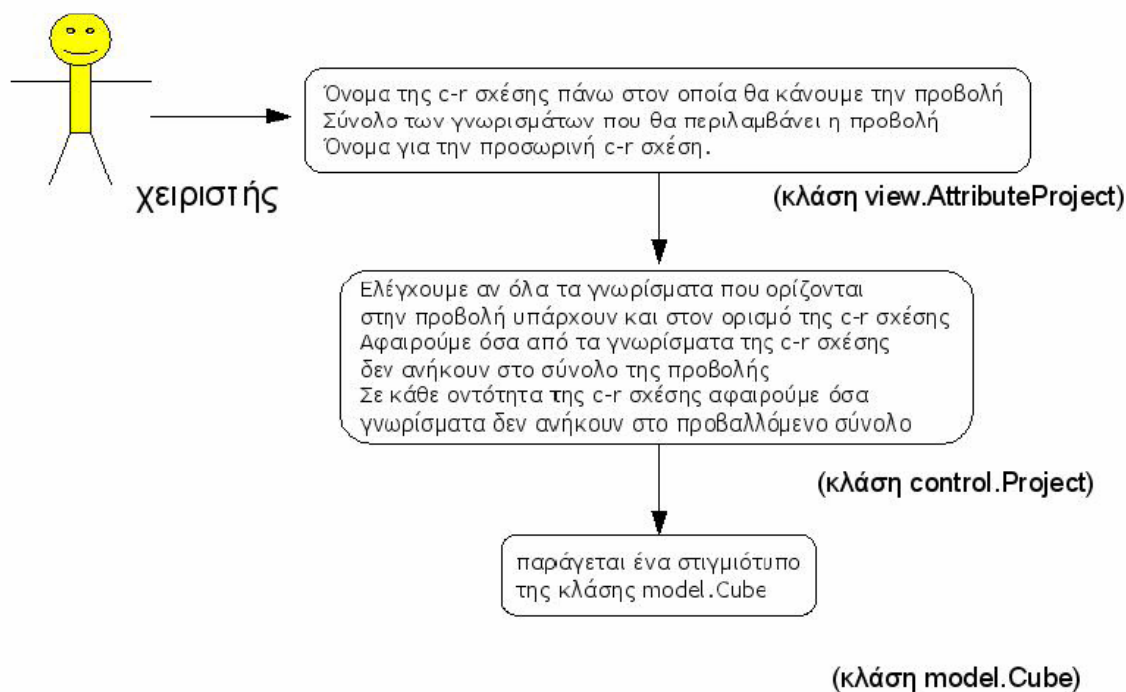 Όνομα της c-r σχέσης πάνω στον οποία θα κάνουμε την προβολή
Σύνολο των γνωρισμάτων που θα περιλαμβάνει η προβολή
Όνομα για την προσωρινή c-r σχέση.
χειριστής
(κλάση view.AttributeProject)
Ελέγχουμε αν όλα τα γνωρίσματα που ορίζονται
στην προβολή υπάρχουν και στον ορισμό της c-r σχέσης
Αφαιρούμε όσα από τα γνωρίσματα της c-r σχέσης
δεν ανήκουν στο σύνολο της προβολής
Σε κάθε οντότητα της c-r σχέσης αφαιρούμε όσα
γνωρίσματα δεν ανήκουν στο προβαλλόμενο σύνολο
(κλάση control.Project)
παράγεται ένα στιγμιότυπο
της κλάσης model.Cube
(κλάση model.Cube)